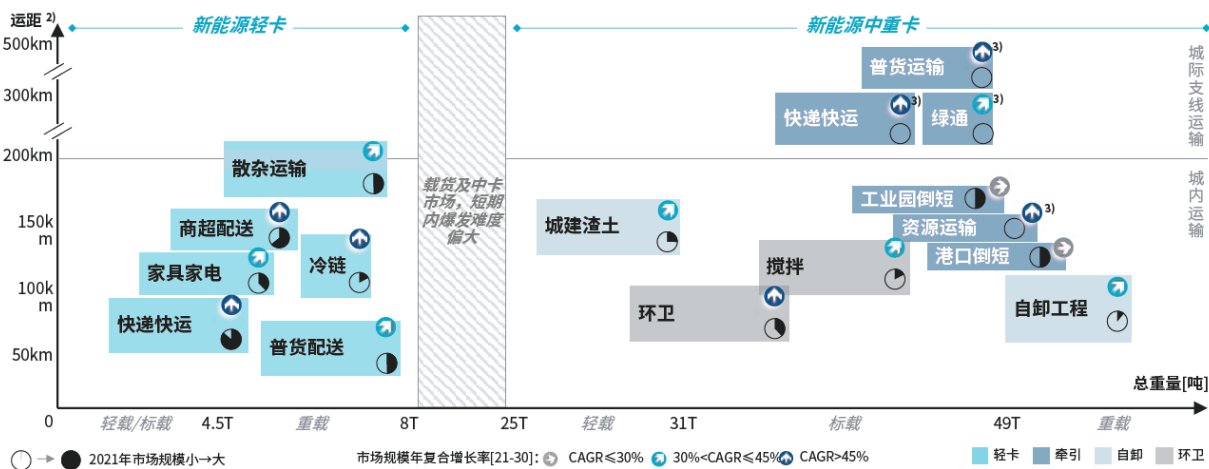 运距 2)
新能源轻卡
新能源中重卡
500km
普货运输
3)
城际支线运输
300km
快递快运
3)
绿通
3)
200km
散杂运输
载货及中卡
市场，短期
内爆发难度
偏大
城内运输
工业园倒短
150k
m
商超配送
城建渣土
资源运输
3)
冷链
家具家电
搅拌
港口倒短
100k
m
快递快运
环卫
自卸工程
普货配送
50km
总重量[吨]
0
轻载/标载
4.5T
重载
8T
25T
轻载
31T
标载
49T
重载
2021年市场规模小→大
市场规模年复合增长率[21-30]：
CAGR≤30%
30%<CAGR≤45%
CAGR>45%
轻卡
牵引
自卸
环卫